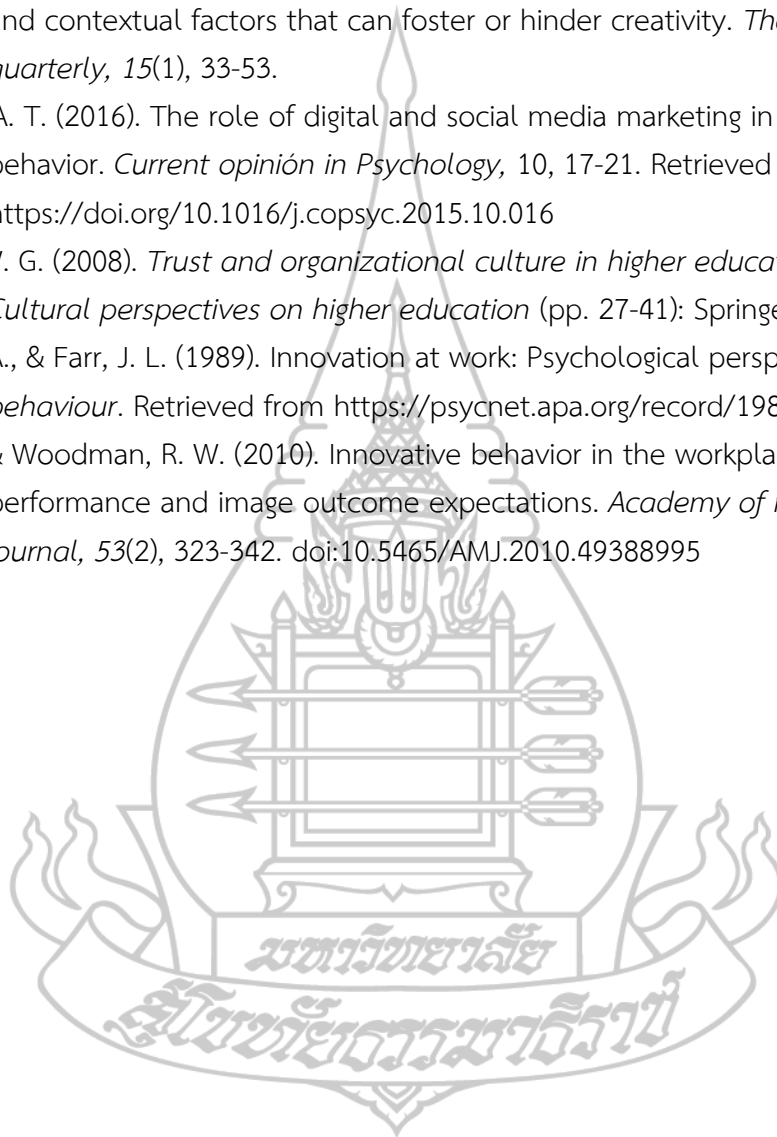 and contextual factors that can foster or hinder creativity. The
quarterly, 15(1), 33-53.
A. T. (2016). The role of digital and social media marketing in
behavior. Current opinión in Psychology, 10, 17-21. Retrieved
https://doi.org/10.1016/j.copsyc.2015.10.016
G. (2008). Trust and organizational culture in higher educat
Cultural perspectives on higher education (pp. 27-41): Springe
A., & Farr, J. L. (1989). Innovation at work: Psychological persp
behaviour. Retrieved from https://psycnet.apa.org/record/198
& Woodman, R. W. (2010). Innovative behavior in the workpla
performance and image outcome expectations. Academy of
Journal, 53(2), 323-342. doi:10.5465/AMJ.2010.49388995
มหาวิทยาลัย
สุโขทัยธรรมาธิราช